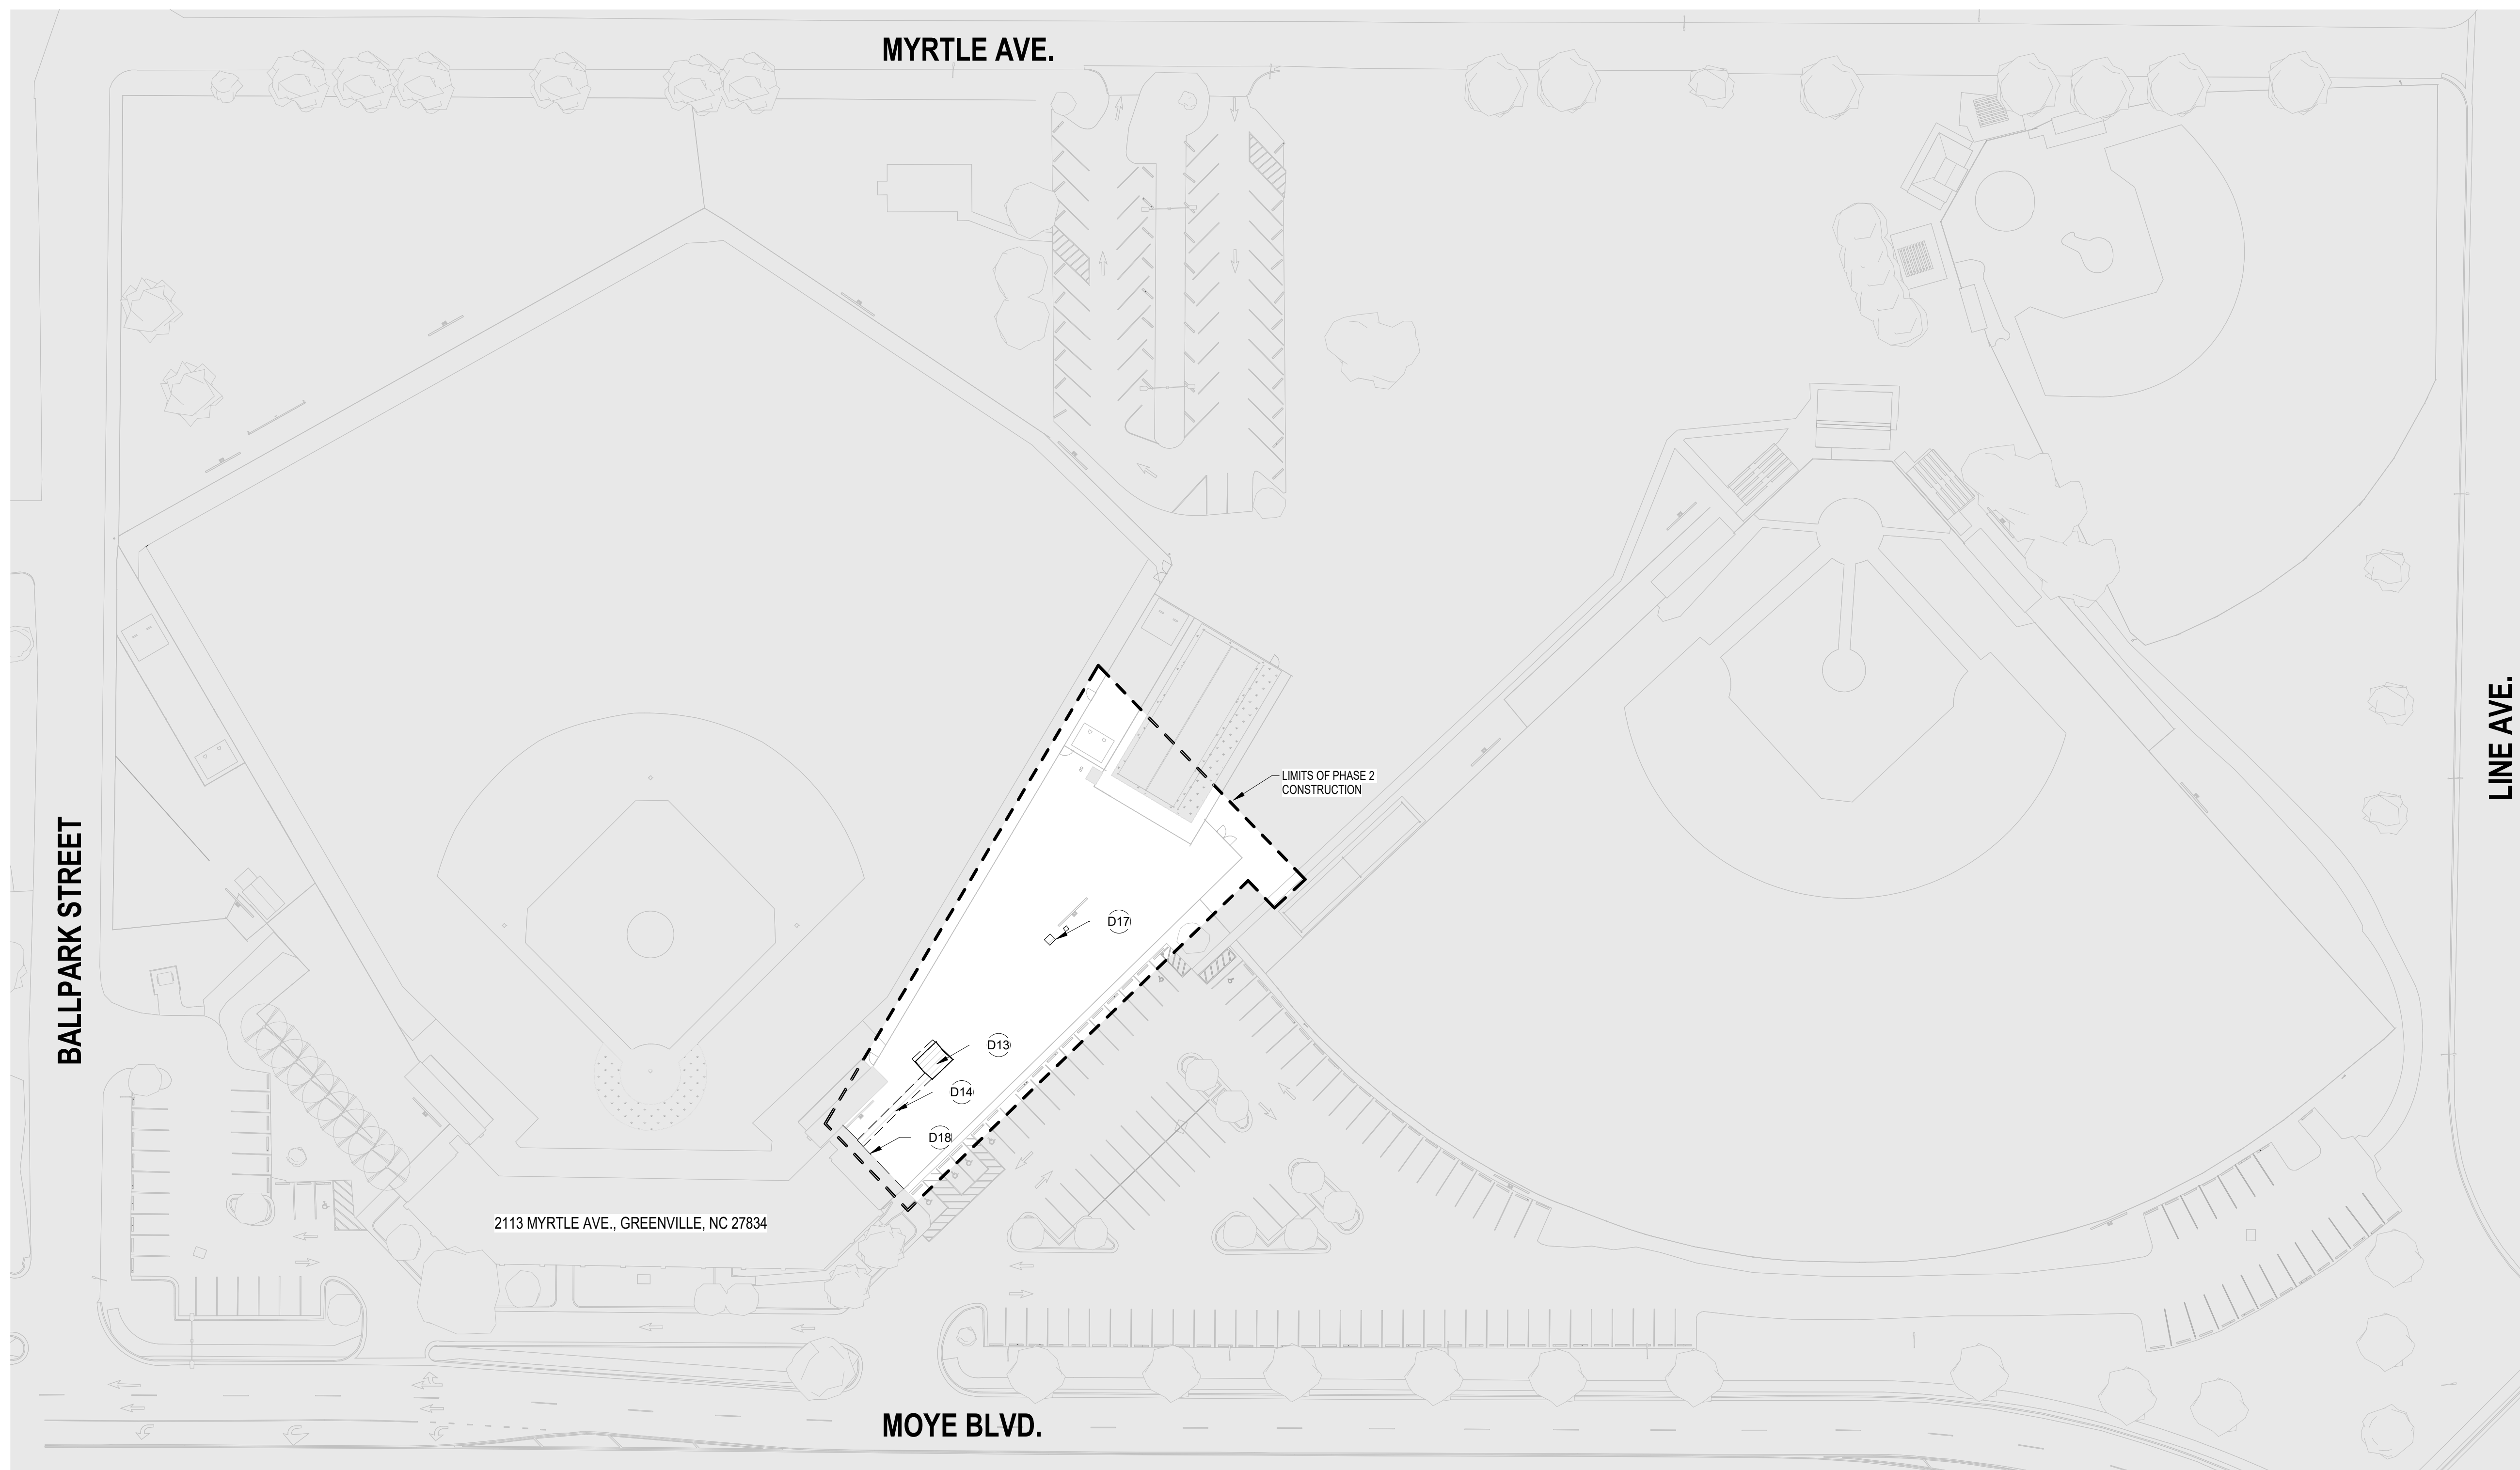 MYRTLE AVE.
LIMITS OF PHASE 2
CONSTRUCTION
LINE AVE.
BALLPARK STREET
D17
D13
D14
D18
2113 MYRTLE AVE., GREENVILLE, NC 27834
MOYE BLVD.